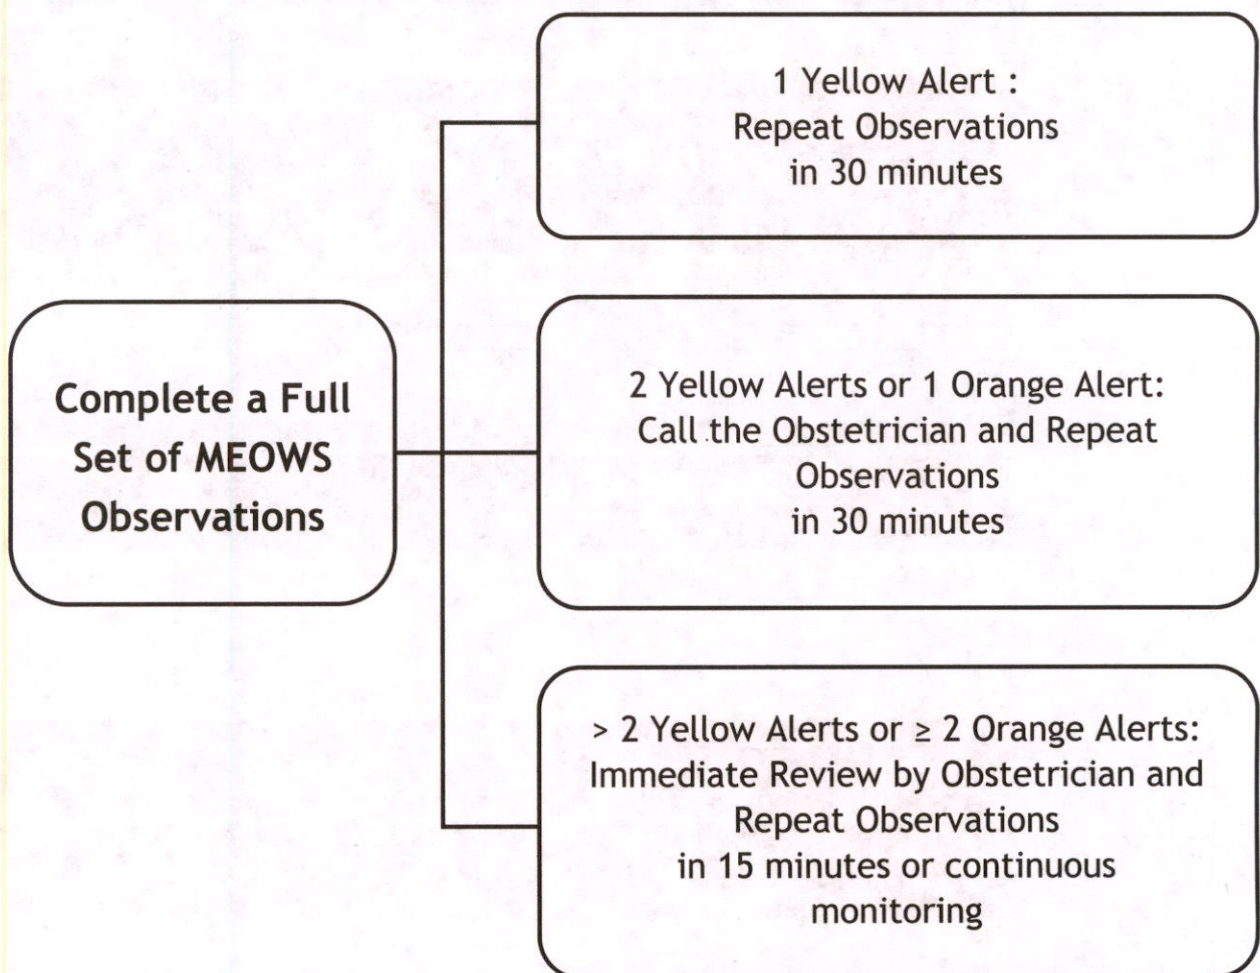 Complete a Full
Set of MEOWS
Observations
1 Yellow Alert :
Repeat Observations
in 30 minutes
2 Yellow Alerts or 1 Orange Alert:
Call the Obstetrician and Repeat
Observations
in 30 minutes
> 2 Yellow Alerts or ≥ 2 Orange Alerts:
Immediate Review by Obstetrician and
Repeat Observations
in 15 minutes or continuous
monitoring